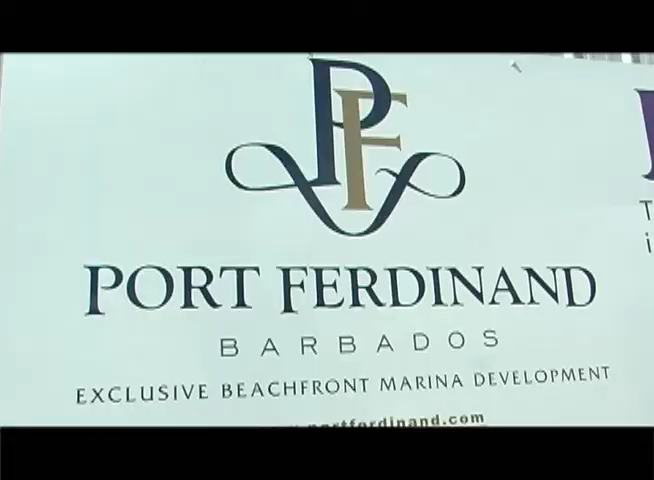 PF
PORT FERDINAND
BARBADOS
EXCLUSIVE BEACHFRONT MARINA DEVELOPMENT
portferdinand.com
T
i